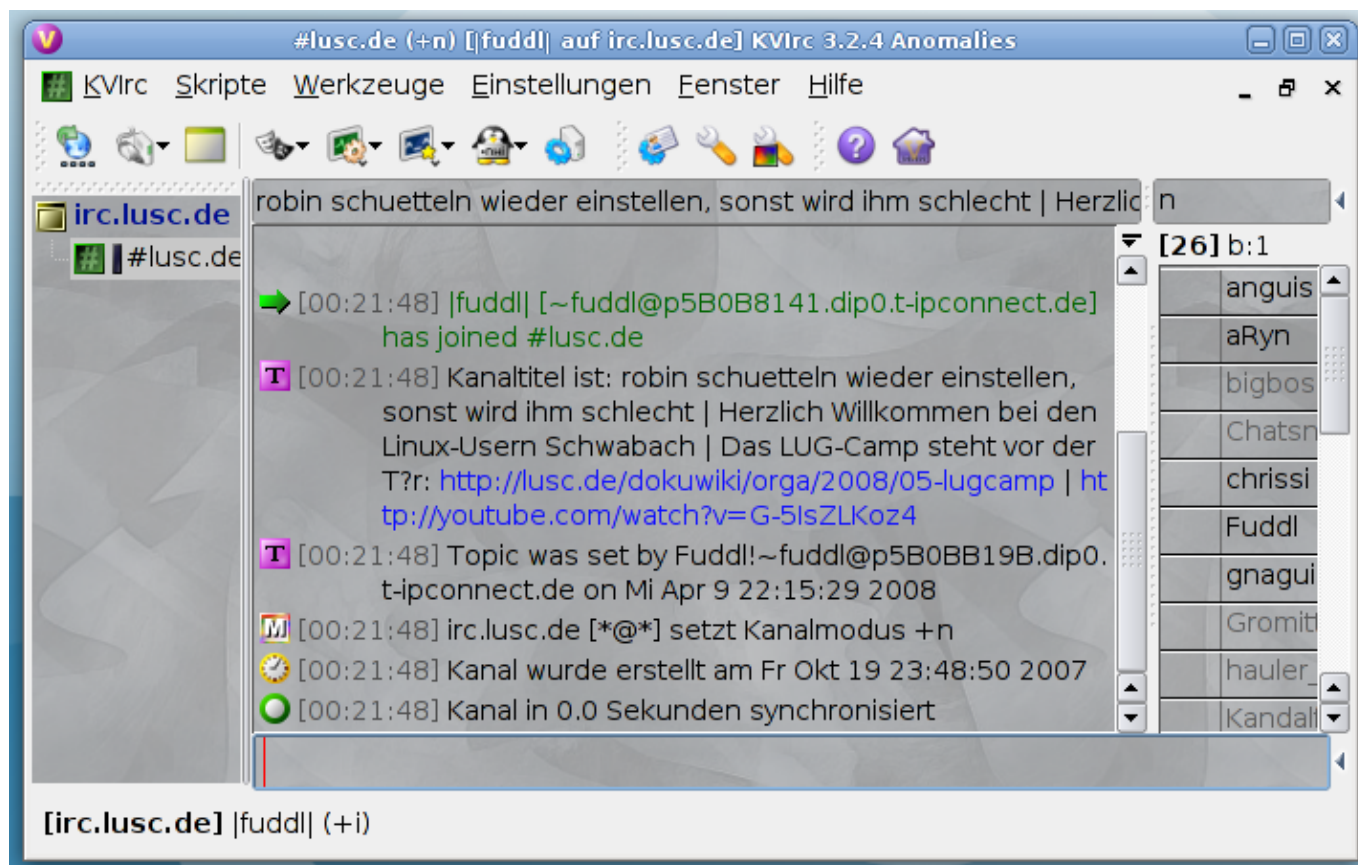 #lusc.de (+n) [|fuddl| auf irc.lusc.de] KVIrc 3.2.4 Anomalies
KVIrc Skripte Werkzeuge Einstellungen Fenster Hilfe
irc.lusc.de
#lusc.de
robin schuetteln wieder einstellen, sonst wird ihm schlecht | Herzlic
n
[00:21:48] |fuddl| [~fuddl@p5B0B8141.dip0.t-ipconnect.de]
has joined #lusc.de
[00:21:48] Kanaltitel ist: robin schuetteln wieder einstellen,
sonst wird ihm schlecht | Herzlich Willkommen bei den
Linux-Usern Schwabach | Das LUG-Camp steht vor der
T?r: http://lusc.de/dokuwiki/orga/2008/05-lugcamp | ht
tp://youtube.com/watch?v=G-5IsZLKoz4
[00:21:48] Topic was set by Fuddl!~fuddl@p5B0BB19B.dip0.
t-ipconnect.de on Mi Apr 9 22:15:29 2008
[00:21:48] irc.lusc.de [*@*] setzt Kanalmodus +n
[00:21:48] Kanal wurde erstellt am Fr Okt 19 23:48:50 2007
[00:21:48] Kanal in 0.0 Sekunden synchronisiert
[26] b:1
anguis
aRyn
bigbos
Chatsn
chrissi
Fuddl
gnagui
Gromitt
hauler_
Kandalf
[irc.lusc.de] |fuddl| (+i)